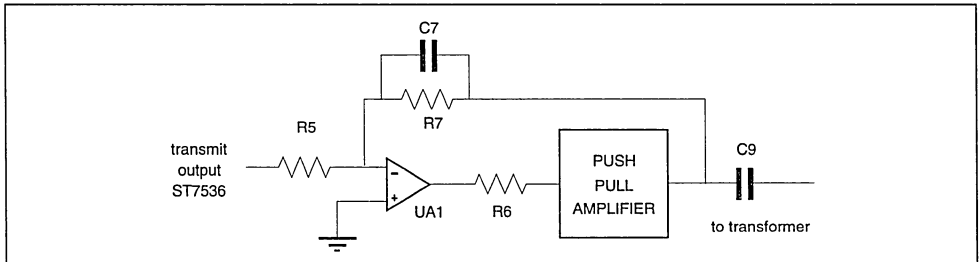 C7
R7
R5
transmit
output
ST7536
-
+
UA1
R6
PUSH
PULL
AMPLIFIER
C9
to transformer